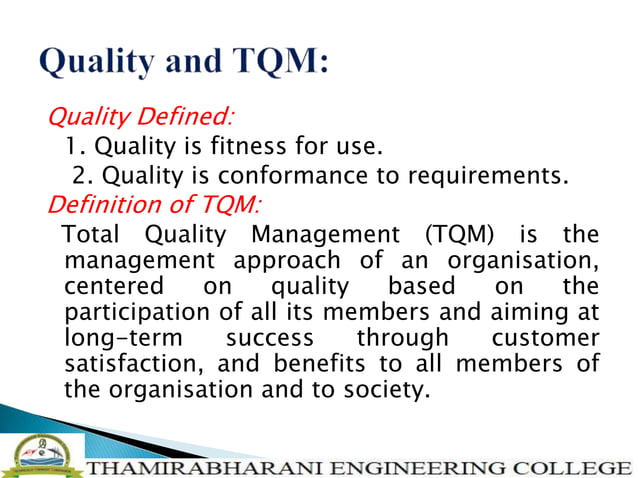 Quality and TQM:
Quality Defined:
1. Quality is fitness for use.
2. Quality is conformance to requirements.
Definition of TQM:
Total Quality Management (TQM) is the
management approach of an organisation,
centered on quality based on the
participation of all its members and aiming at
long-term success through customer
satisfaction, and benefits to all members of
the organisation and to society.
THAMIRABHARANI ENGINEERING COLLEGE